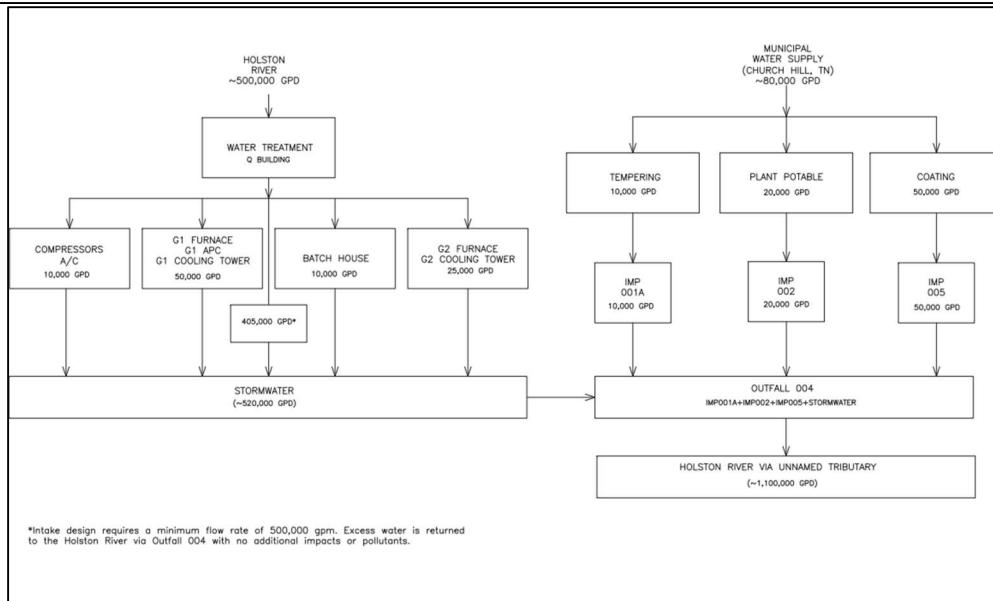 HOLSTON
RIVER
~500,000 GPD
WATER TREATMENT
Q BUILDING
COMPRESSORS
A/C
10,000 GPD
G1 FURNACE
G1 APC
G1 COOLING TOWER
50,000 GPD
405,000 GPD*
BATCH HOUSE
10,000 GPD
G2 FURNACE
G2 COOLING TOWER
25,000 GPD
STORMWATER
(~520,000 GPD)
MUNICIPAL
WATER SUPPLY
(CHURCH HILL, TN)
~80,000 GPD
TEMPERING
10,000 GPD
PLANT POTABLE
20,000 GPD
COATING
50,000 GPD
IMP
001A
10,000 GPD
IMP
002
20,000 GPD
IMP
005
50,000 GPD
OUTFALL 004
IMP001A+IMP002+IMP005+STORMWATER
HOLSTON RIVER VIA UNNAMED TRIBUTARY
(~1,100,000 GPD)
*Intake design requires a minimum flow rate of 500,000 gpm. Excess water is returned
to the Holston River via Outfall 004 with no additional impacts or pollutants.